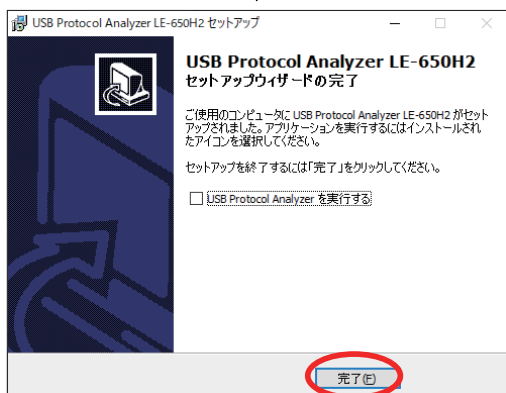 USB Protocol Analyzer LE-650H2 セットアップ
USB Protocol Analyzer LE-650H2
セットアップウィザードの完了
ご使用のコンピュータに USB Protocol Analyzer LE-650H2 がセット
アップされました。アプリケーションを実行するにはインストールされ
たアイコンを選択してください。
セットアップを終了するには「完了」をクリックしてください。
USB Protocol Analyzer を実行する
完了(F)